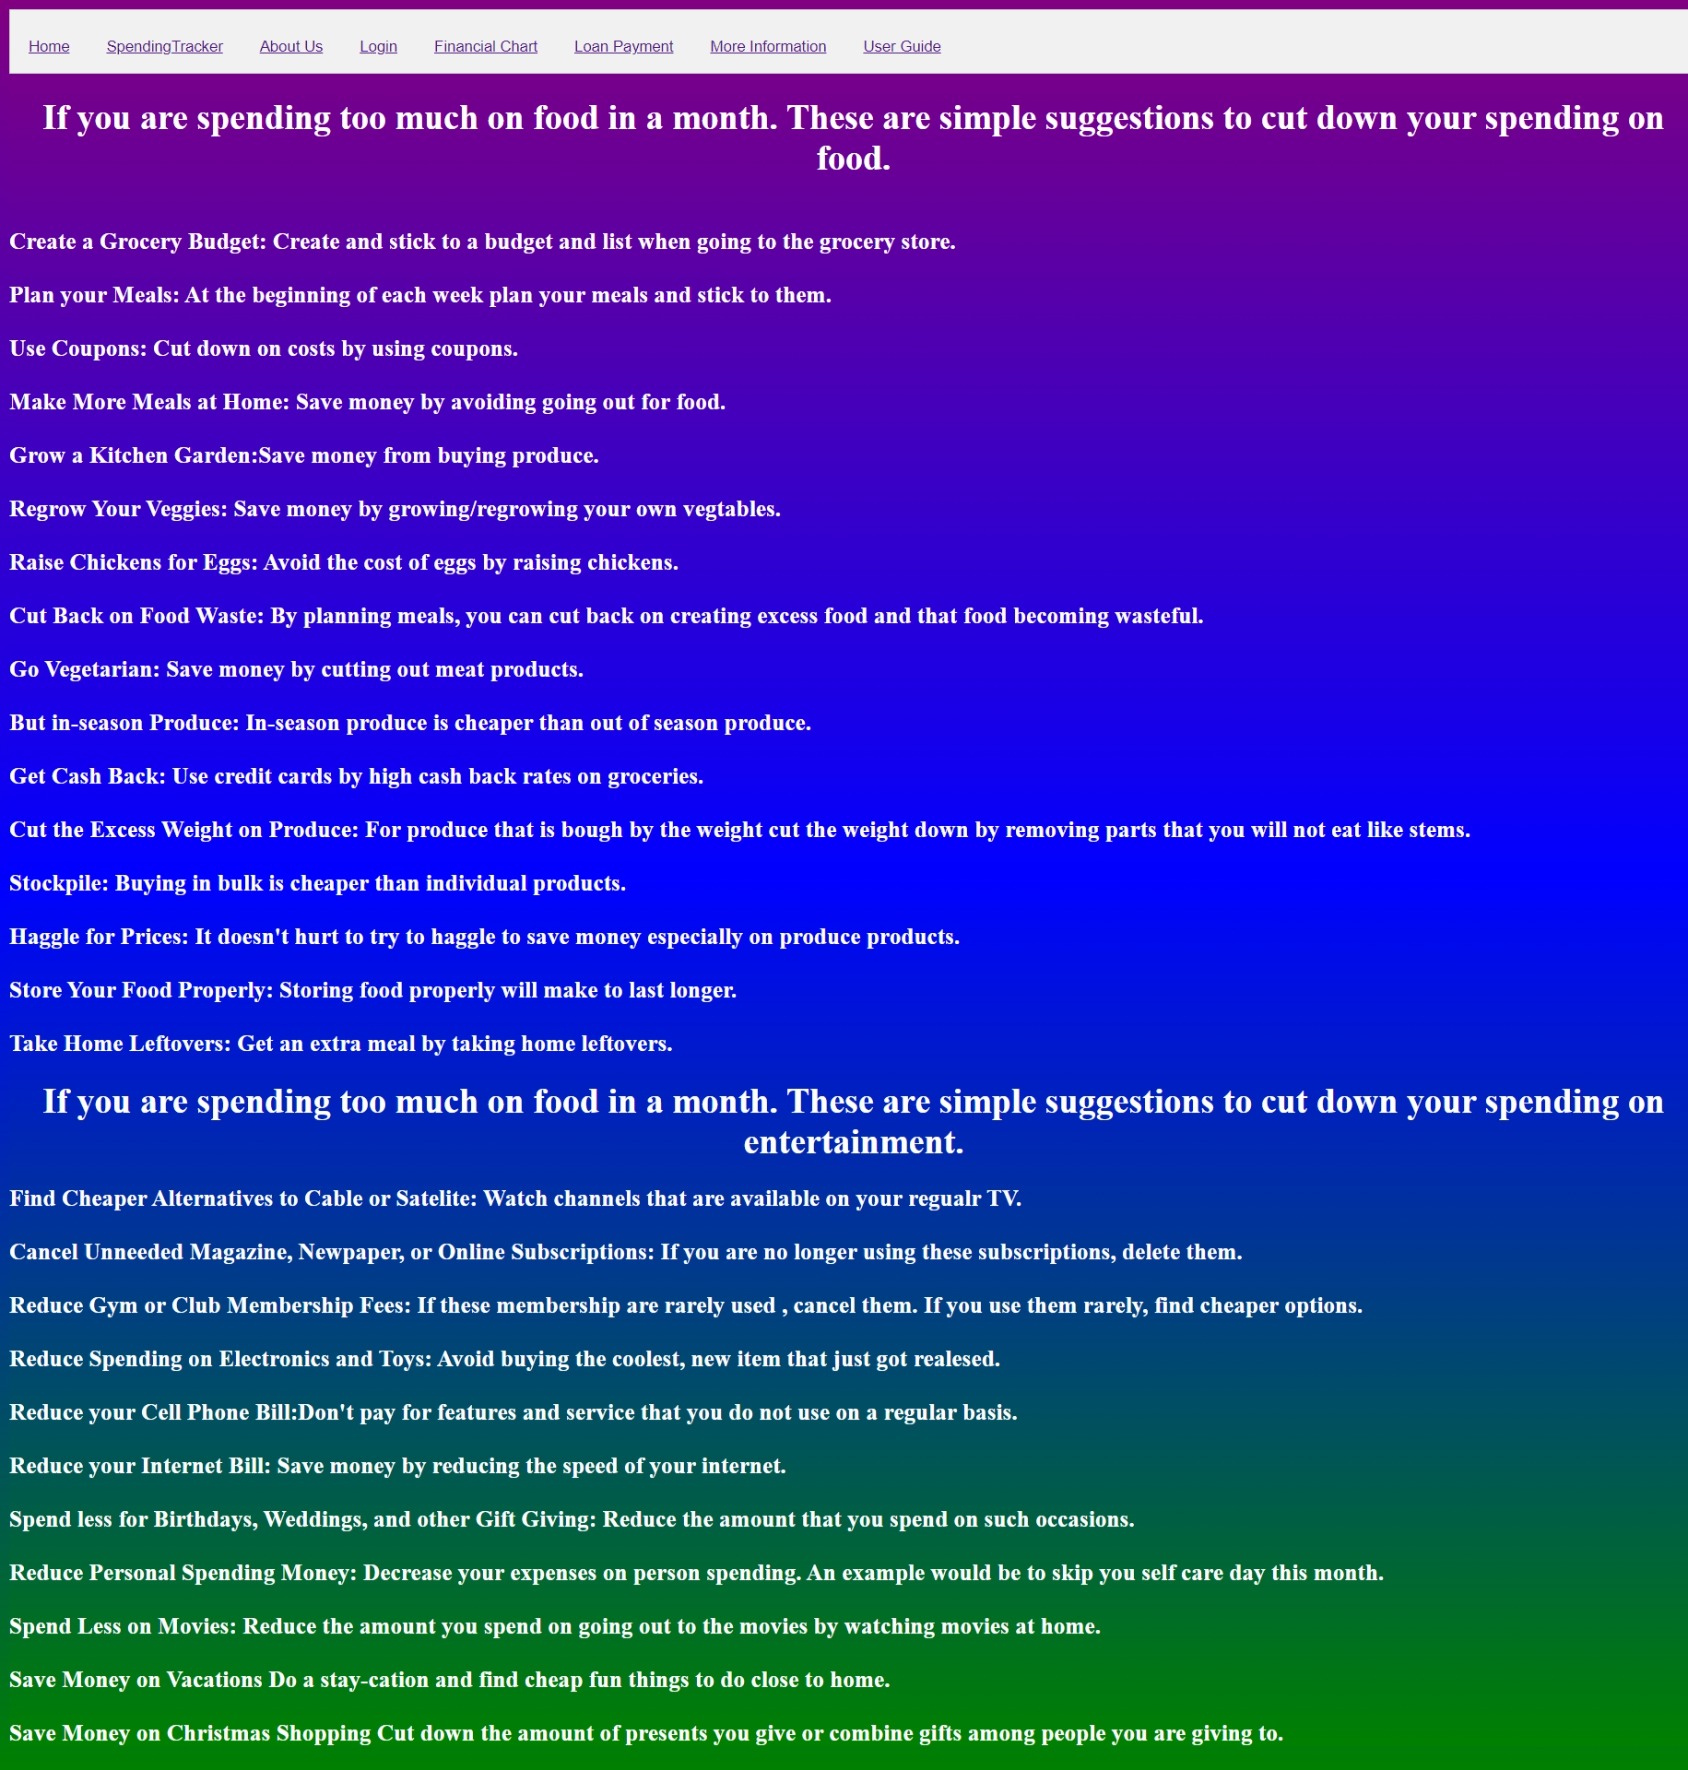 Home SpendingTracker About Us Login Financial Chart Loan Payment More Information User Guide
If you are spending too much on food in a month. These are simple suggestions to cut down your spending on
food.
Create a Grocery Budget: Create and stick to a budget and list when going to the grocery store.
Plan your Meals: At the beginning of each week plan your meals and stick to them.
Use Coupons: Cut down on costs by using coupons.
Make More Meals at Home: Save money by avoiding going out for food.
Grow a Kitchen Garden:Save money from buying produce.
Regrow Your Veggies: Save money by growing/regrowing your own vegtables.
Raise Chickens for Eggs: Avoid the cost of eggs by raising chickens.
Cut Back on Food Waste: By planning meals, you can cut back on creating excess food and that food becoming wasteful.
Go Vegetarian: Save money by cutting out meat products.
But in-season Produce: In-season produce is cheaper than out of season produce.
Get Cash Back: Use credit cards by high cash back rates on groceries.
Cut the Excess Weight on Produce: For produce that is bough by the weight cut the weight down by removing parts that you will not eat like stems.
Stockpile: Buying in bulk is cheaper than individual products.
Haggle for Prices: It doesn't hurt to try to haggle to save money especially on produce products.
Store Your Food Properly: Storing food properly will make to last longer.
Take Home Leftovers: Get an extra meal by taking home leftovers.
If you are spending too much on food in a month. These are simple suggestions to cut down your spending on
entertainment.
Find Cheaper Alternatives to Cable or Satelite: Watch channels that are available on your regualr TV.
Cancel Unneeded Magazine, Newpaper, or Online Subscriptions: If you are no longer using these subscriptions, delete them.
Reduce Gym or Club Membership Fees: If these membership are rarely used , cancel them. If you use them rarely, find cheaper options.
Reduce Spending on Electronics and Toys: Avoid buying the coolest, new item that just got realesed.
Reduce your Cell Phone Bill:Don't pay for features and service that you do not use on a regular basis.
Reduce your Internet Bill: Save money by reducing the speed of your internet.
Spend less for Birthdays, Weddings, and other Gift Giving: Reduce the amount that you spend on such occasions.
Reduce Personal Spending Money: Decrease your expenses on person spending. An example would be to skip you self care day this month.
Spend Less on Movies: Reduce the amount you spend on going out to the movies by watching movies at home.
Save Money on Vacations Do a stay-cation and find cheap fun things to do close to home.
Save Money on Christmas Shopping Cut down the amount of presents you give or combine gifts among people you are giving to.